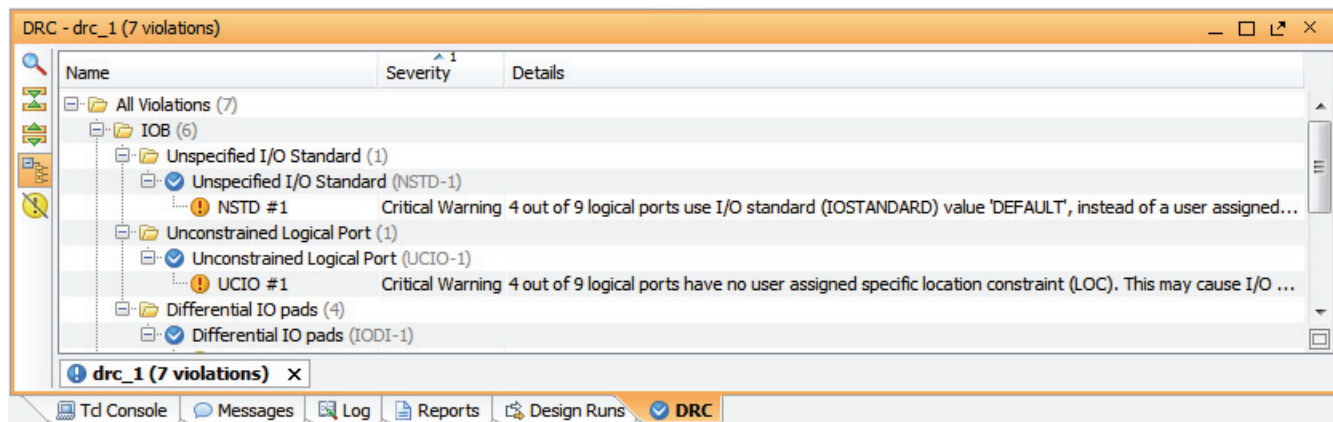 DRC - drc_1 (7 violations)
Name Severity 1 Details
All Violations (7)
IOB (6)
Unspecified I/O Standard (1)
Unspecified I/O Standard (NSTD-1)
NSTD #1 Critical Warning 4 out of 9 logical ports use I/O standard (IOSTANDARD) value 'DEFAULT', instead of a user assigned...
Unconstrained Logical Port (1)
Unconstrained Logical Port (UCIO-1)
UCIO #1 Critical Warning 4 out of 9 logical ports have no user assigned specific location constraint (LOC). This may cause I/O ...
Differential IO pads (4)
Differential IO pads (IODI-1)
drc_1 (7 violations)
Tcl Console Messages Log Reports Design Runs DRC